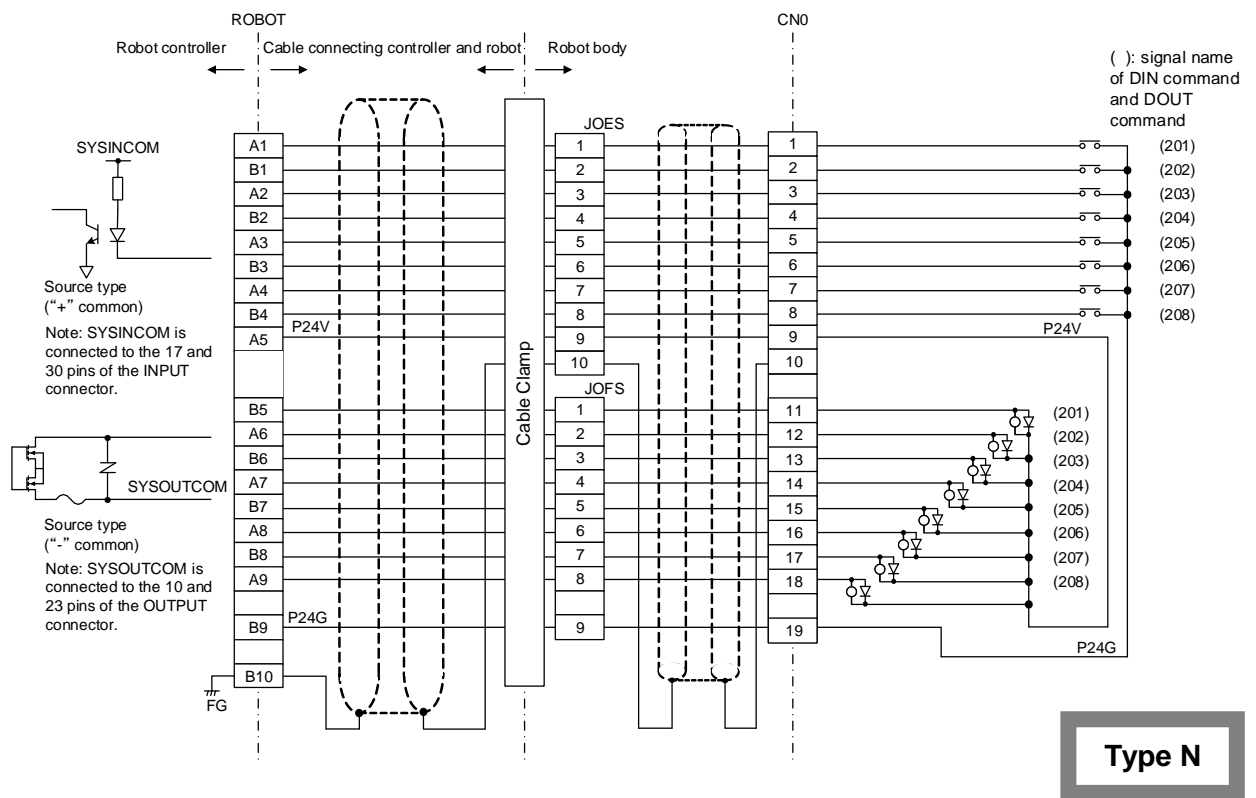 ROBOT
CN0
Robot controller
Cable connecting controller and robot
Robot body
( ): signal name
of DIN command
and DOUT
command
JOES
SYSINCOM
A1
1
1
(201)
B1
2
2
(202)
A2
3
3
(203)
B2
4
4
(204)
A3
5
5
(205)
B3
6
6
(206)
A4
7
7
(207)
B4
8
8
(208)
P24V
P24V
A5
9
9
10
10
Source type
(“+” common)
Note: SYSINCOM is
connected to the 17 and
30 pins of the INPUT
connector.
Cable Clamp
JOFS
B5
1
11
(201)
A6
2
12
(202)
B6
3
13
(203)
A7
4
14
(204)
B7
5
15
(205)
A8
6
16
(206)
B8
7
17
(207)
A9
8
18
(208)
SYSOUTCOM
Source type
(“-” common)
Note: SYSOUTCOM is
connected to the 10 and
23 pins of the OUTPUT
connector.
P24G
B9
9
19
P24G
B10
FG
Type N